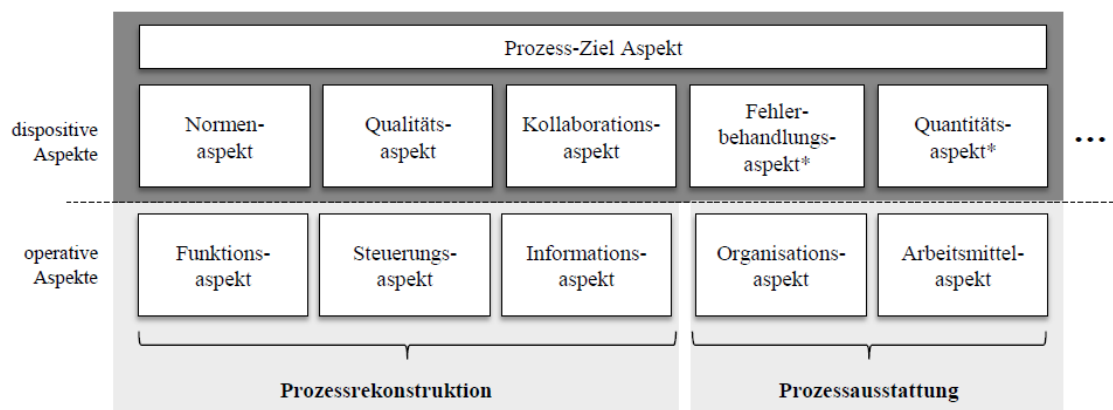 Prozess-Ziel Aspekt
dispositive
Aspekte
Normen-
aspekt
Qualitäts-
aspekt
Kollaborations-
aspekt
Fehler-
behandlungs-
aspekt*
Quantitäts-
aspekt*
...
operative
Aspekte
Funktions-
aspekt
Steuerungs-
aspekt
Informations-
aspekt
Organisations-
aspekt
Arbeitsmittel-
aspekt
Prozessrekonstruktion
Prozessausstattung